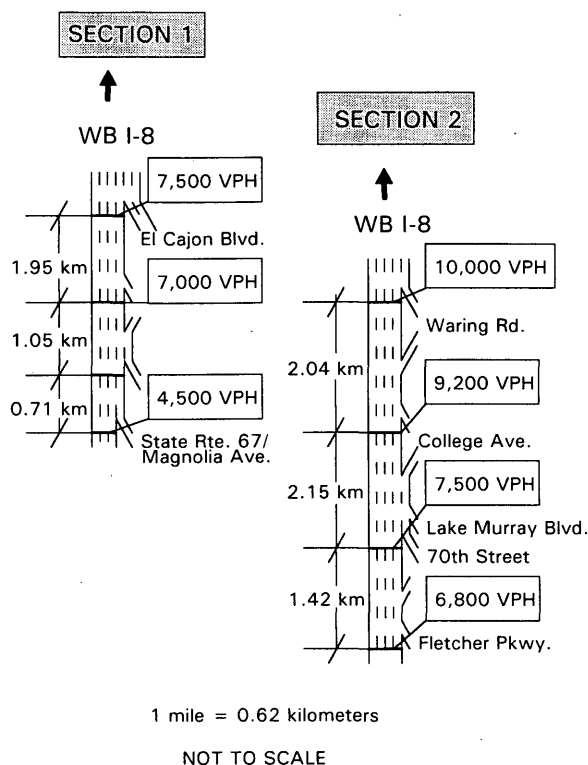 SECTION 1
WB I-8
7,500 VPH
El Cajon Blvd.
1.95 km
7,000 VPH
1.05 km
0.71 km
4,500 VPH
State Rte. 67/
Magnolia Ave.
SECTION 2
WB I-8
10,000 VPH
Waring Rd.
2.04 km
9,200 VPH
College Ave.
2.15 km
7,500 VPH
Lake Murray Blvd.
70th Street
1.42 km
6,800 VPH
Fletcher Pkwy.
1 mile = 0.62 kilometers
NOT TO SCALE